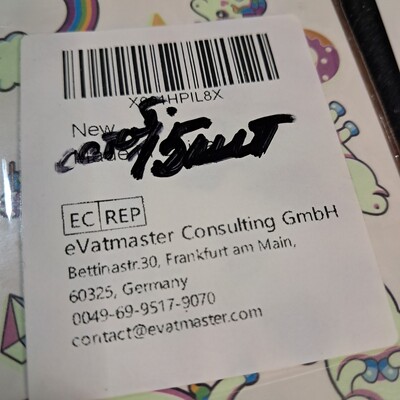 New
15шт
EC REP
eVatmaster Consulting GmbH
Bettinastr.30, Frankfurt am Main,
60325, Germany
0049-69-9517-9070
contact@evatmaster.com